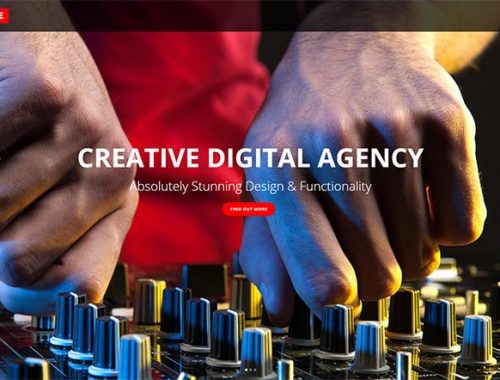 CREATIVE DIGITAL AGENCY
Absolutely Stunning Design & Functionality
FIND OUT MORE